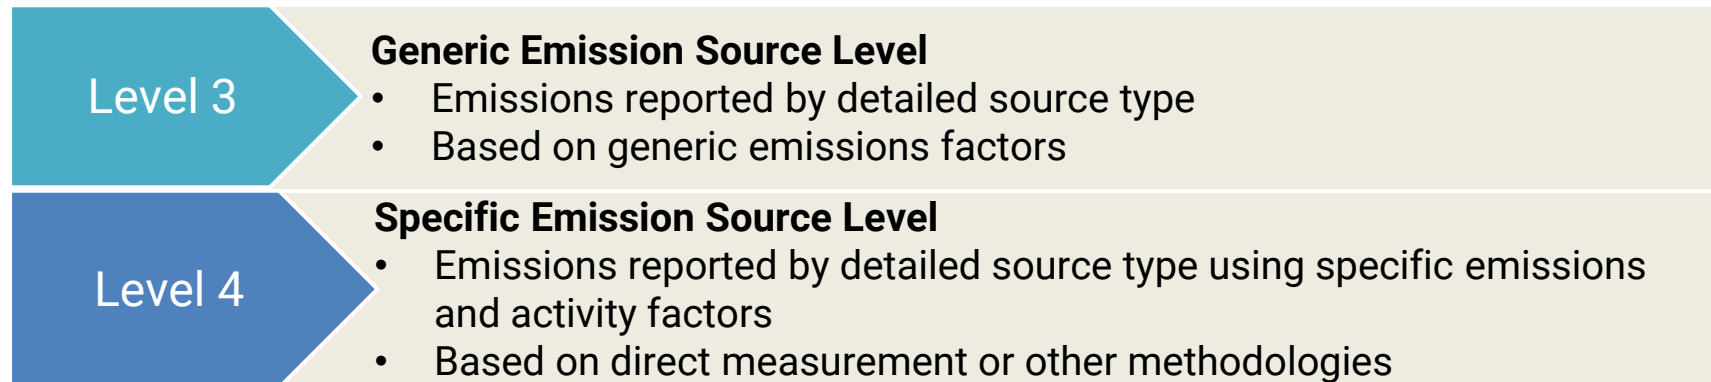 Level 3
Generic Emission Source Level
• Emissions reported by detailed source type
• Based on generic emissions factors
Level 4
Specific Emission Source Level
• Emissions reported by detailed source type using specific emissions
and activity factors
• Based on direct measurement or other methodologies